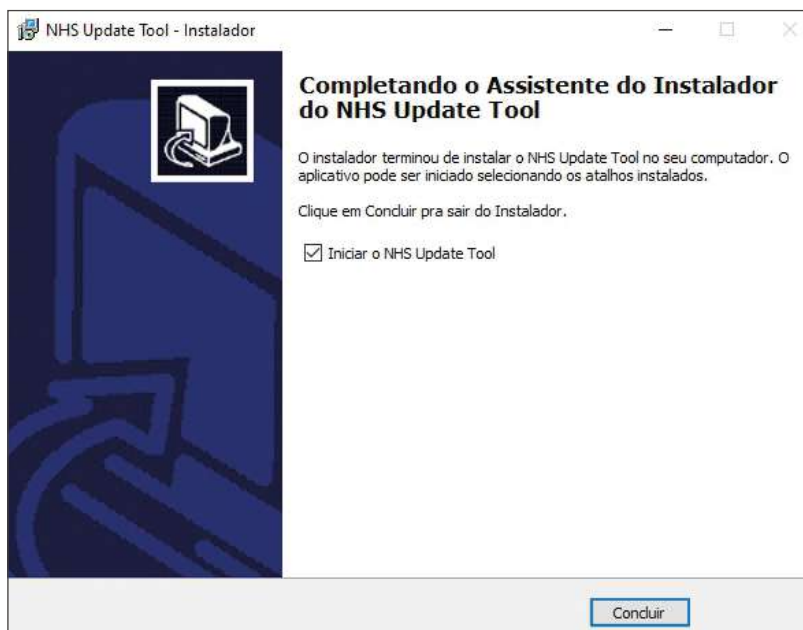 NHS Update Tool - Instalador
Completando o Assistente do Instalador
do NHS Update Tool
O instalador terminou de instalar o NHS Update Tool no seu computador. O
aplicativo pode ser iniciado selecionando os atalhos instalados.
Clique em Concluir pra sair do Instalador.
Iniciar o NHS Update Tool
Concluir